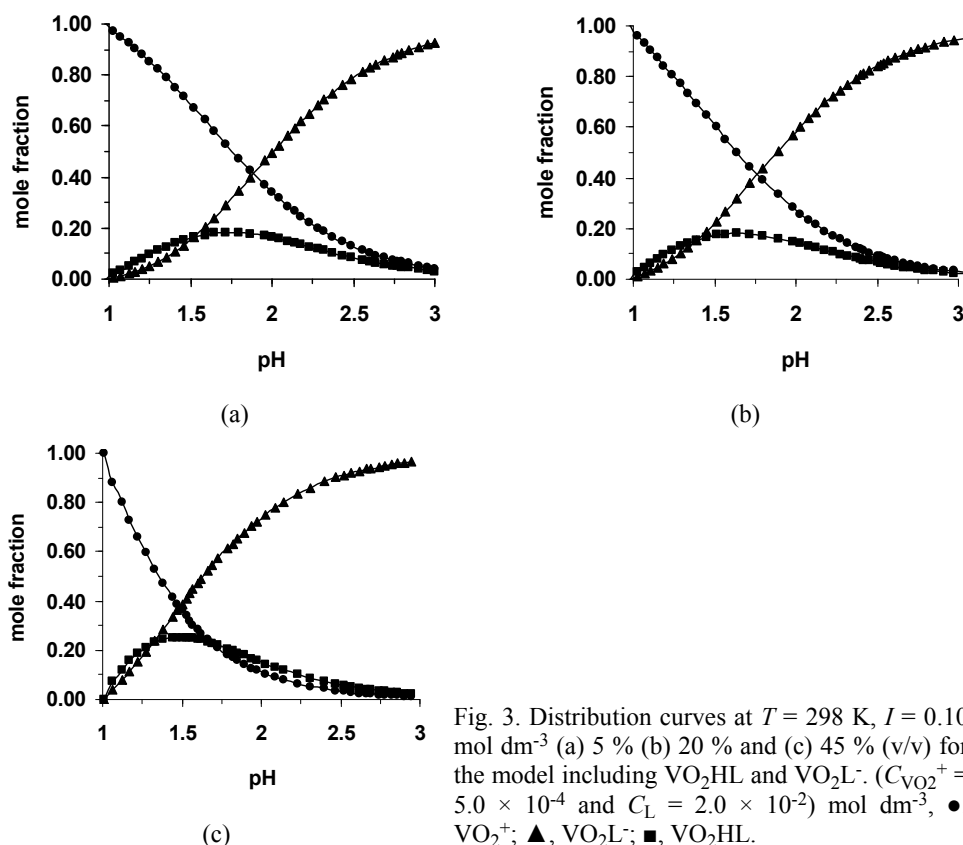 1.00
0.80
0.60
0.40
0.20
0.00
mole fraction
1 1.5 2 2.5 3
pH
(a)
1.00
0.80
0.60
0.40
0.20
0.00
mole fraction
1 1.5 2 2.5 3
pH
(b)
1.00
0.80
0.60
0.40
0.20
0.00
mole fraction
1 1.5 2 2.5 3
pH
(c)
Fig. 3. Distribution curves at T = 298 K, I = 0.10
mol dm⁻³ (a) 5 % (b) 20 % and (c) 45 % (v/v) for
the model including VO₂HL and VO₂L⁻. (C_VO2⁺ =
5.0 × 10⁻⁴ and C_L = 2.0 × 10⁻²) mol dm⁻³, ●
VO₂⁺; ▲, VO₂L⁻; ■, VO₂HL.